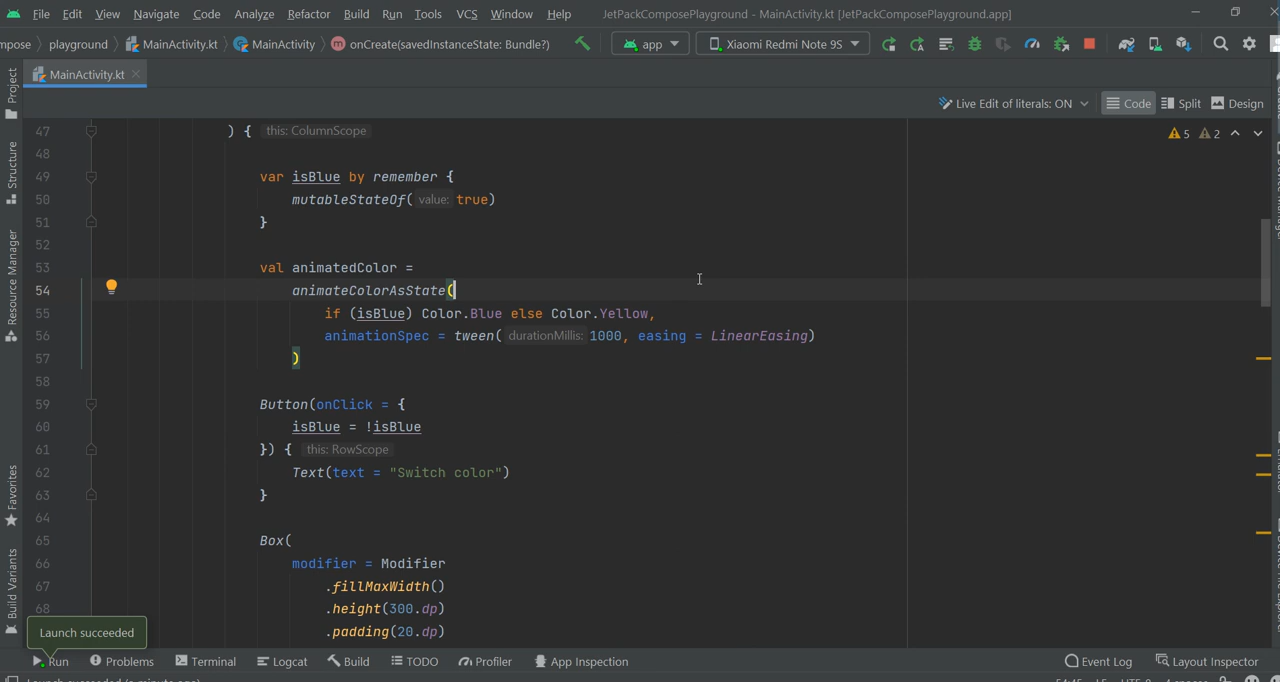 File Edit View Navigate Code Analyze Refactor Build Run Tools VCS Window Help JetPackComposePlayground - MainActivity.kt [JetPackComposePlayground.app]
mpose playground MainActivity.kt MainActivity onCreate(savedInstanceState: Bundle?) app Xiaomi Redmi Note 9S
Project MainActivity.kt
Live Edit of literals: ON Code Split Design
Structure
Resource Manager
Favorites
Build Variants
5 2
47 ) { this: ColumnScope
48
49 var isBlue by remember {
50 mutableStateOf( value: true)
51 }
52
53 val animatedColor =
54 animateColorAsState(
55 if (isBlue) Color.Blue else Color.Yellow,
56 animationSpec = tween( durationMillis: 1000, easing = LinearEasing)
57 )
58
59 Button(onClick = {
60 isBlue = !isBlue
61 }) { this: RowScope
62 Text(text = "Switch color")
63 }
64
65 Box(
66 modifier = Modifier
67 .fillMaxWidth()
68 .height(300.dp)
.padding(20.dp)
Launch succeeded
Run Problems Terminal Logcat Build TODO Profiler App Inspection Event Log Layout Inspector